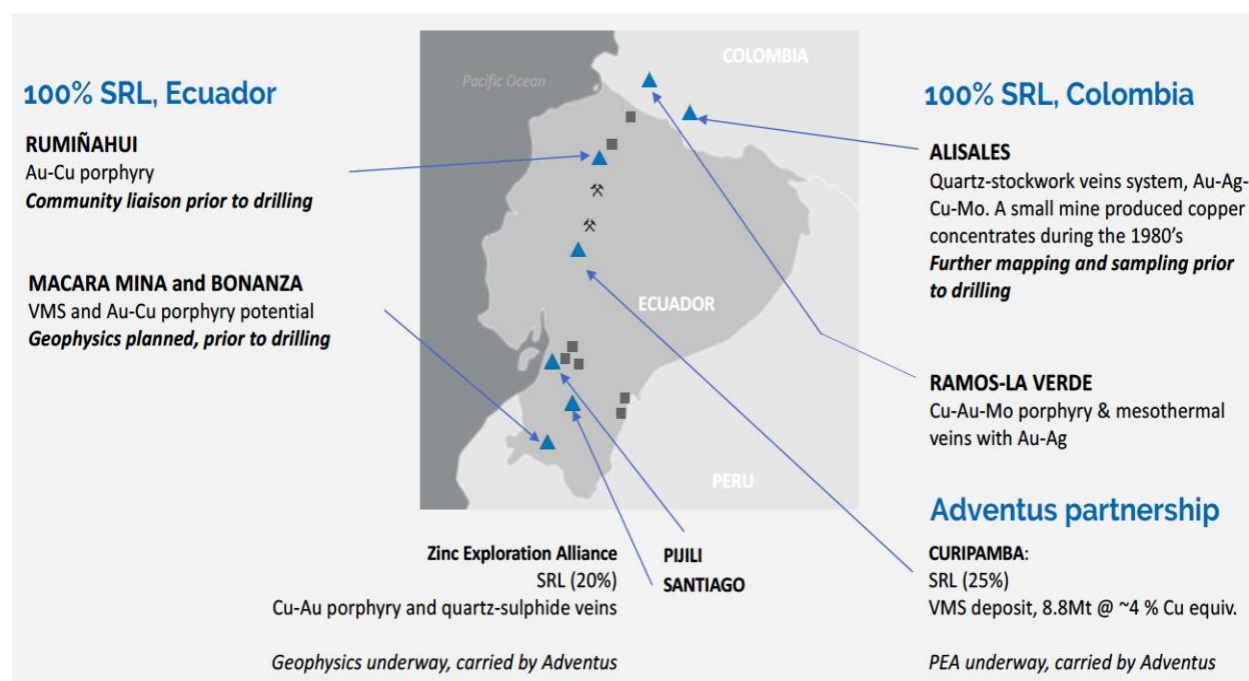 100% SRL, Ecuador
RUMIÑAHUI
Au-Cu porphyry
Community liaison prior to drilling
MACARA MINA and BONANZA
VMS and Au-Cu porphyry potential
Geophysics planned, prior to drilling
COLOMBIA
Pacific Ocean
ECUADOR
PERU
100% SRL, Colombia
ALISALES
Quartz-stockwork veins system, Au-Ag-
Cu-Mo. A small mine produced copper
concentrates during the 1980’s
Further mapping and sampling prior
to drilling
RAMOS-LA VERDE
Cu-Au-Mo porphyry & mesothermal
veins with Au-Ag
Adventus partnership
CURIPAMBA:
SRL (25%)
VMS deposit, 8.8Mt @ ~4 % Cu equiv.
PEA underway, carried by Adventus
Zinc Exploration Alliance
SRL (20%)
Cu-Au porphyry and quartz-sulphide veins
Geophysics underway, carried by Adventus
PIJILI
SANTIAGO